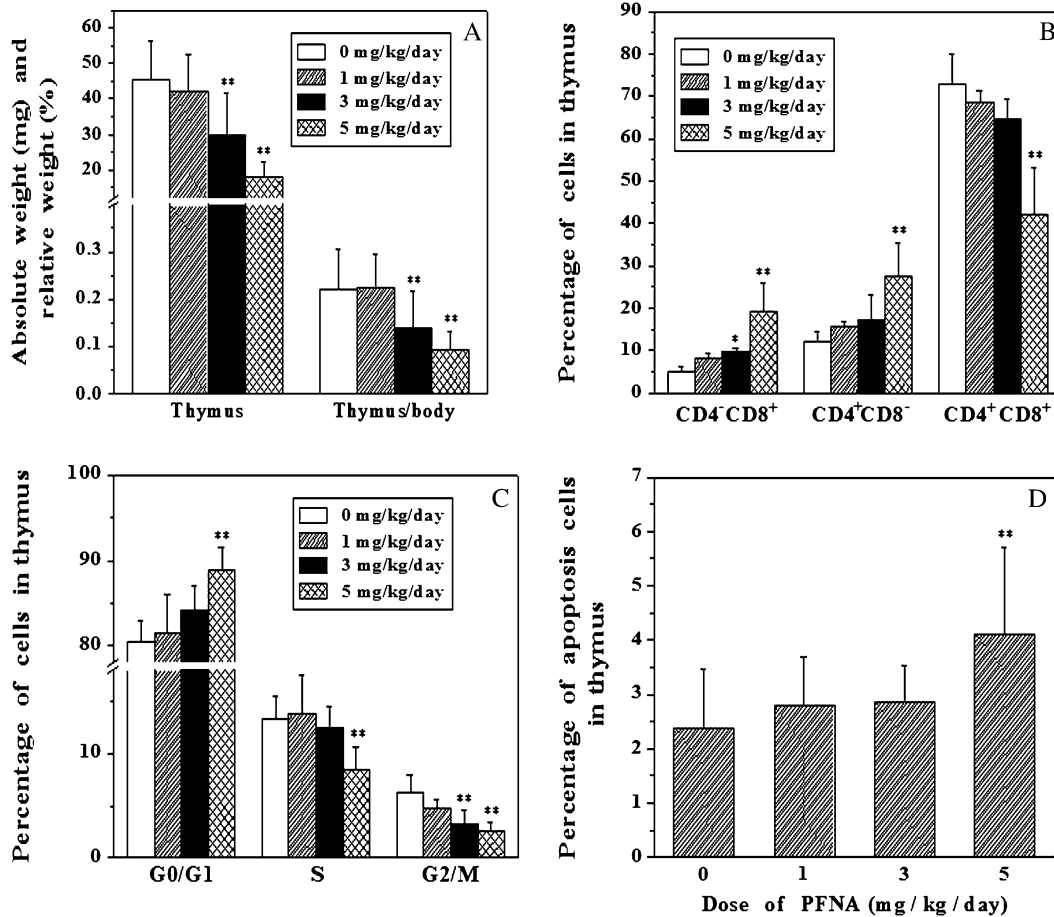 A
Absolute weight (mg) and
relative weight (%)
60
50
40
30
20
0.3
0.2
0.1
0.0
0 mg/kg/day
1 mg/kg/day
3 mg/kg/day
5 mg/kg/day
**
**
**
**
Thymus Thymus/body
B
Percentage of cells in thymus
90
80
70
60
50
40
30
20
10
0
0 mg/kg/day
1 mg/kg/day
3 mg/kg/day
5 mg/kg/day
*
**
**
**
CD4-CD8+ CD4+CD8- CD4+CD8+
C
Percentage of cells in thymus
100
90
80
10
0
0 mg/kg/day
1 mg/kg/day
3 mg/kg/day
5 mg/kg/day
**
**
**
**
G0/G1 S G2/M
D
Percentage of apoptosis cells
in thymus
7
6
5
4
3
2
1
0
**
0 1 3 5
Dose of PFNA (mg / kg / day)